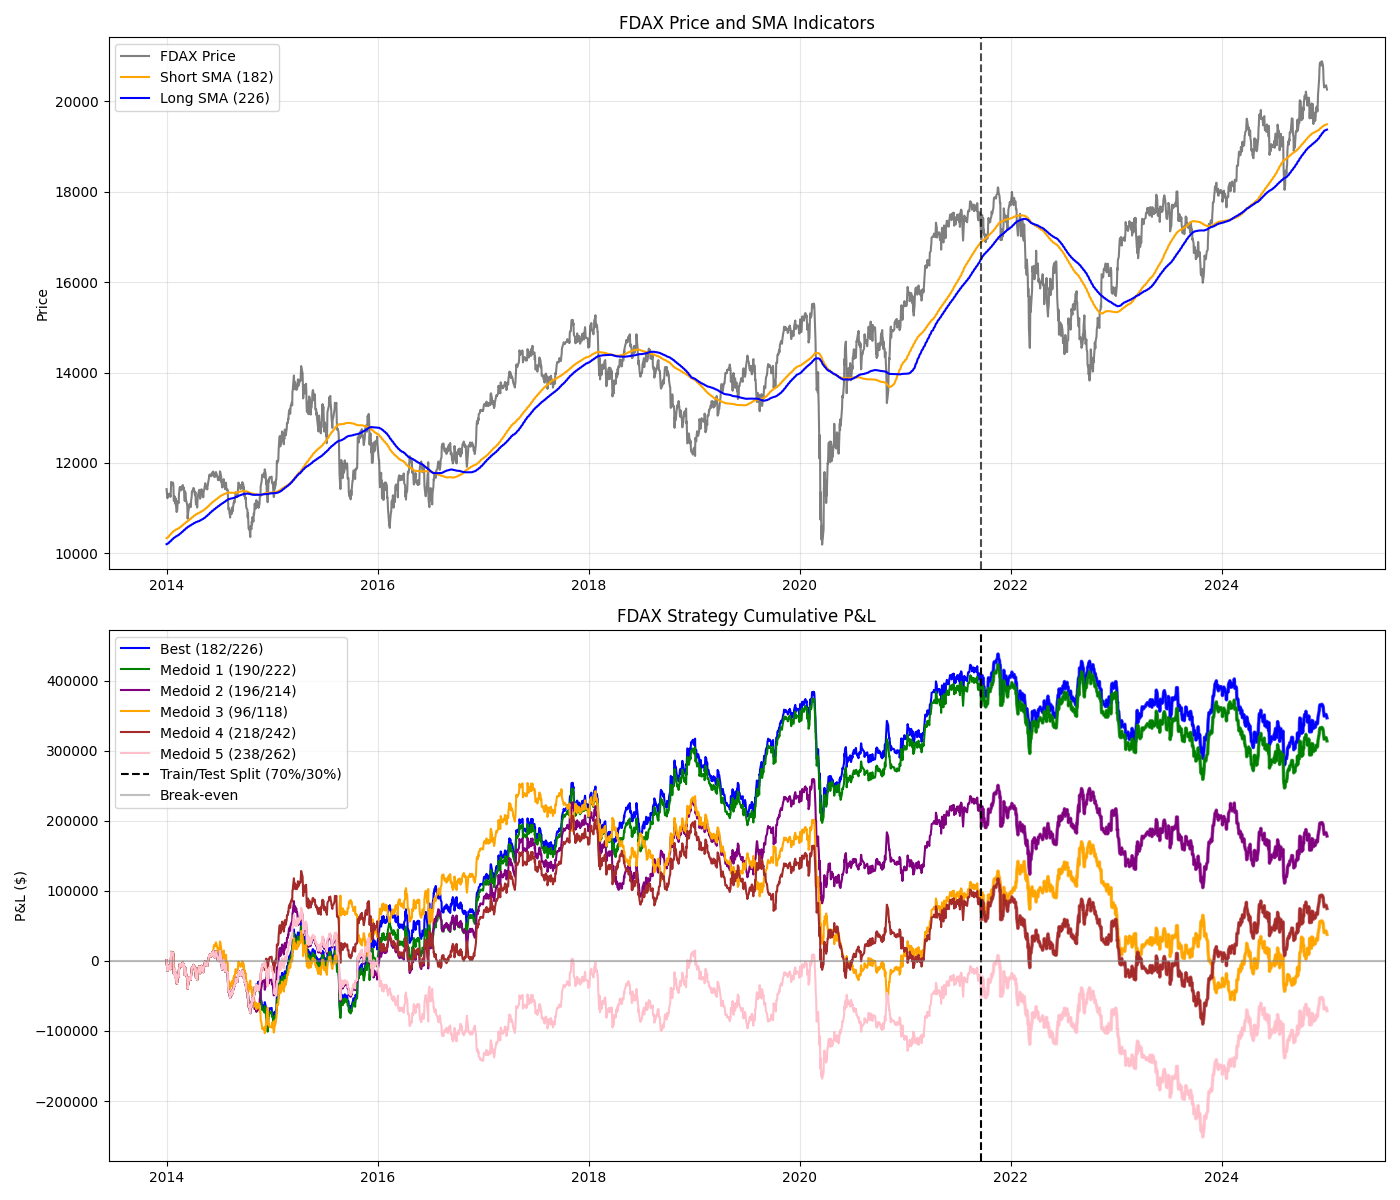 FDAX Price and SMA Indicators
FDAX Price
Short SMA (182)
Long SMA (226)
Price
20000
18000
16000
14000
12000
10000
2014 2016 2018 2020 2022 2024
FDAX Strategy Cumulative P&L
Best (182/226)
Medoid 1 (190/222)
Medoid 2 (196/214)
Medoid 3 (96/118)
Medoid 4 (218/242)
Medoid 5 (238/262)
Train/Test Split (70%/30%)
Break-even
P&L ($)
400000
300000
200000
100000
0
−100000
−200000
2014 2016 2018 2020 2022 2024